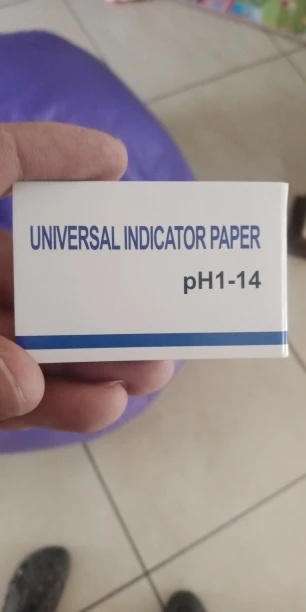 UNIVERSAL INDICATOR PAPER
pH1-14